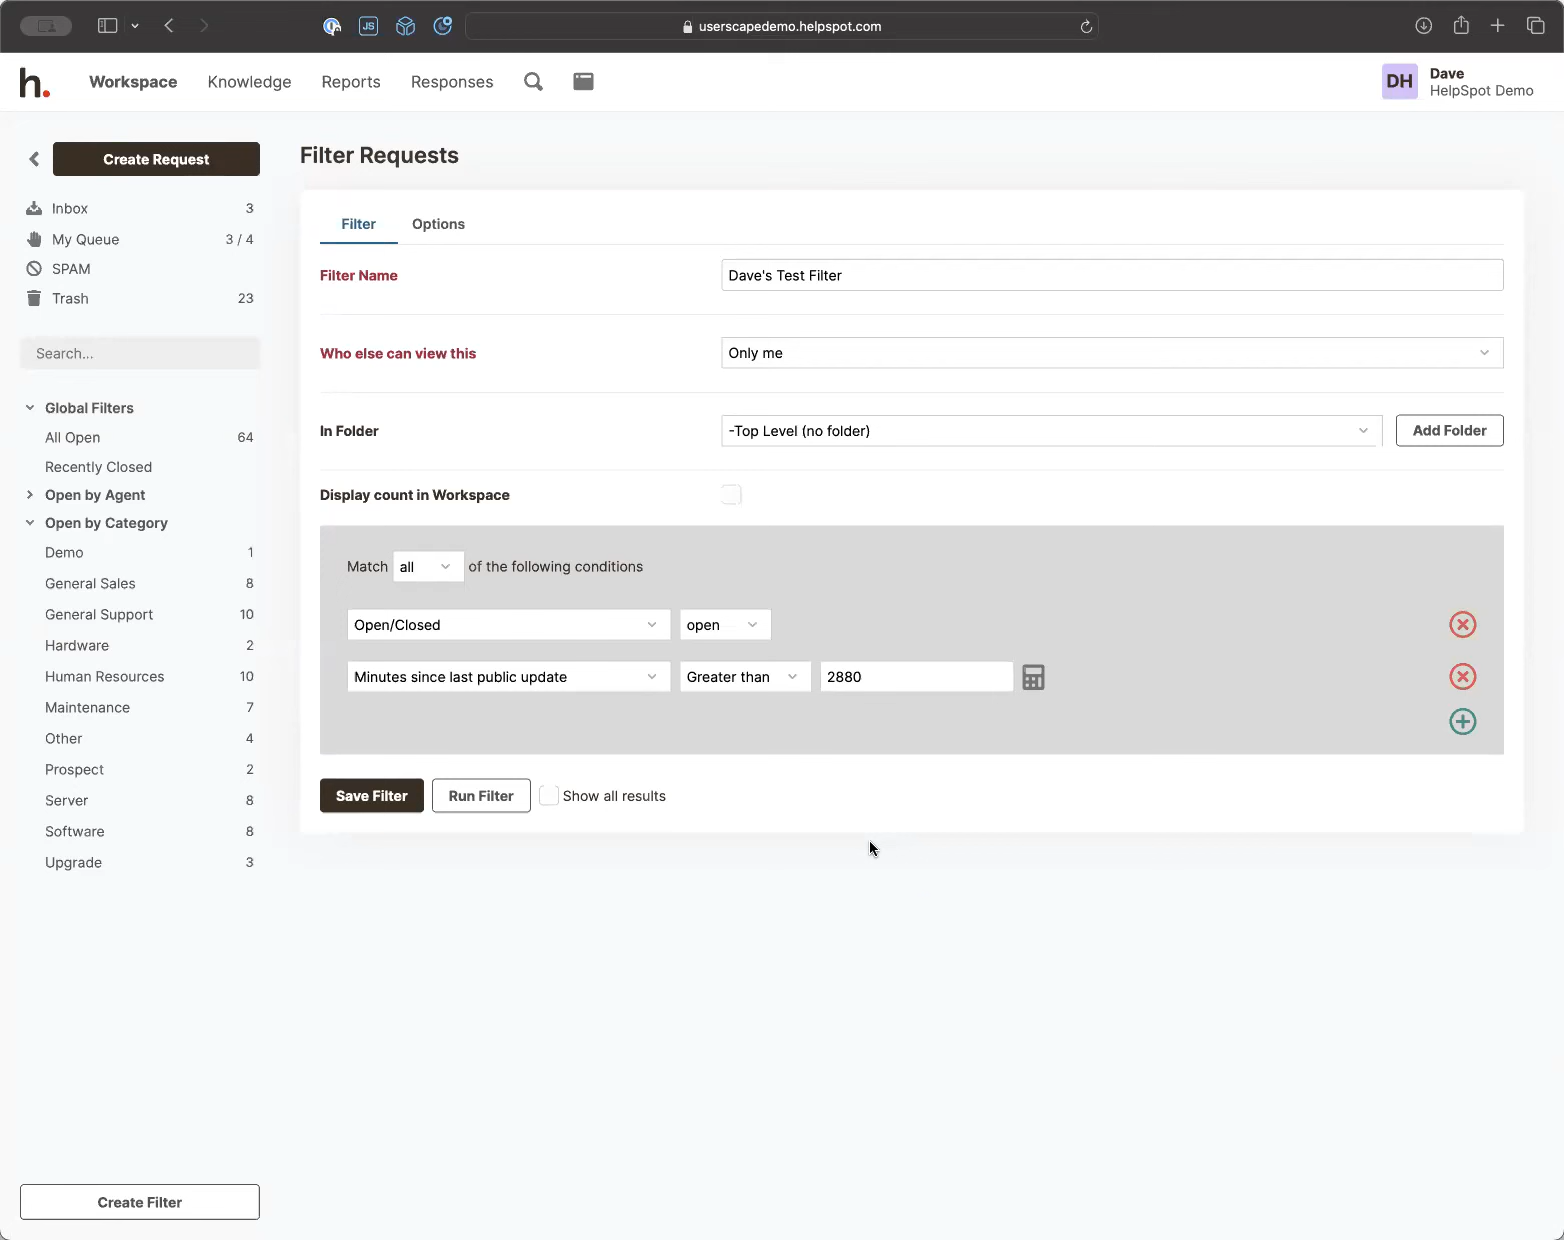 JS
userscapedemo.helpspot.com
h.
Workspace Knowledge Reports Responses
DH
Dave
HelpSpot Demo
Create Request
Inbox 3
My Queue 3 / 4
SPAM
Trash 23
Search...
Global Filters
All Open 64
Recently Closed
Open by Agent
Open by Category
Demo 1
General Sales 8
General Support 10
Hardware 2
Human Resources 10
Maintenance 7
Other 4
Prospect 2
Server 8
Software 8
Upgrade 3
Create Filter
Filter Requests
Filter Options
Filter Name Dave's Test Filter
Who else can view this Only me
In Folder -Top Level (no folder) Add Folder
Display count in Workspace
Match all of the following conditions
Open/Closed open
Minutes since last public update Greater than 2880
Save Filter Run Filter Show all results